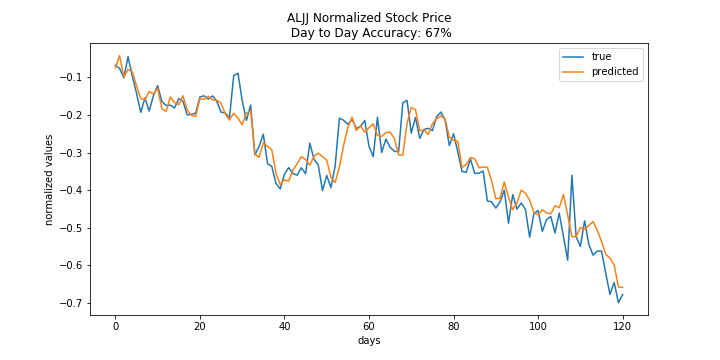 ALJJ Normalized Stock Price
Day to Day Accuracy: 67%
true
predicted
normalized values
−0.1
−0.2
−0.3
−0.4
−0.5
−0.6
−0.7
0
20
40
60
80
100
120
days